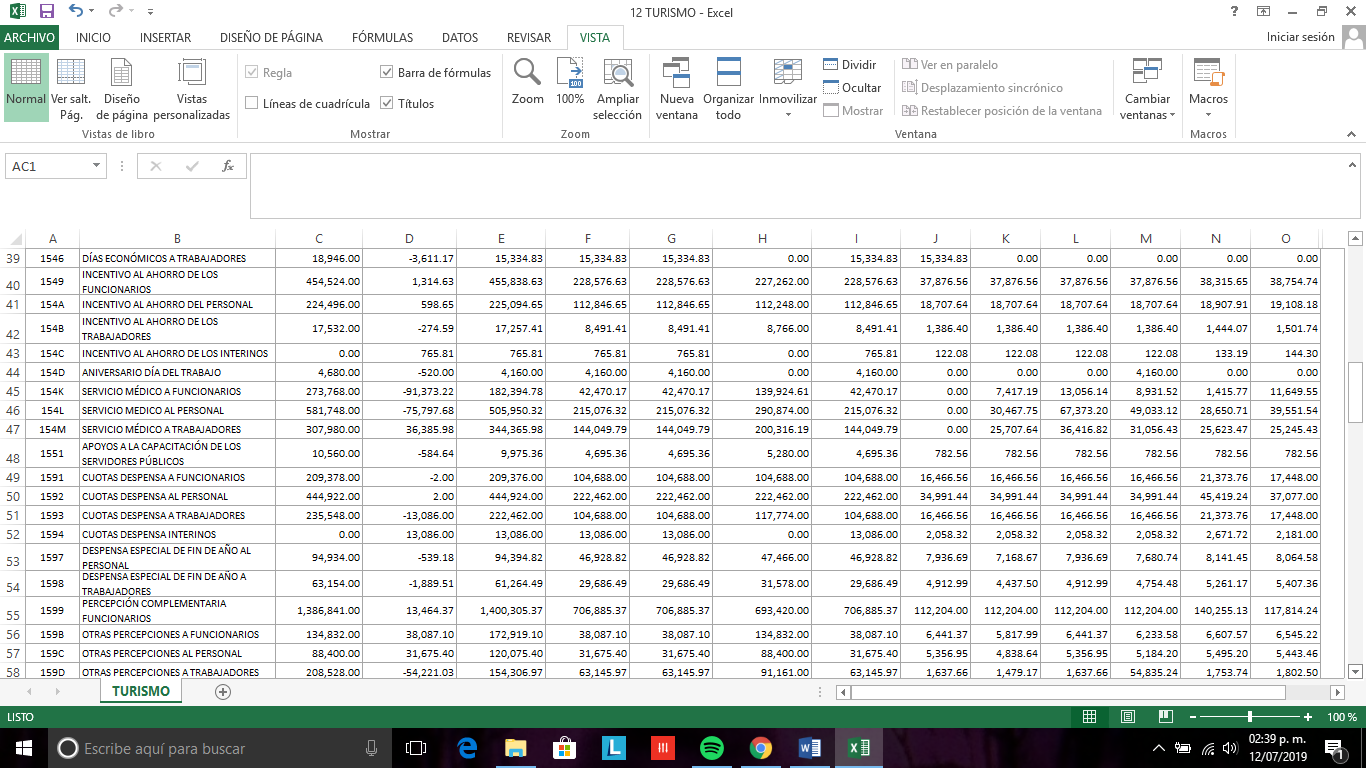 12 TURISMO - Excel
ARCHIVO INICIO INSERTAR DISEÑO DE PÁGINA FÓRMULAS DATOS REVISAR VISTA Iniciar sesión
Normal Ver salt. Pág. Diseño de página Vistas personalizadas
Regla Barra de fórmulas
Líneas de cuadrícula Títulos
Zoom 100% Ampliar selección
Nueva ventana Organizar todo Inmovilizar
Dividir
Ocultar
Mostrar
Ver en paralelo
Desplazamiento sincrónico
Restablecer posición de la ventana
Cambiar ventanas Macros
Vistas de libro Mostrar Zoom Ventana Macros
AC1 fx
A B C D E F G H I J K L M N O
39 1546 DÍAS ECONÓMICOS A TRABAJADORES 18,946.00 -3,611.17 15,334.83 15,334.83 15,334.83 0.00 15,334.83 15,334.83 0.00 0.00 0.00 0.00 0.00
40 1549 INCENTIVO AL AHORRO DE LOS FUNCIONARIOS 454,524.00 1,314.63 455,838.63 228,576.63 228,576.63 227,262.00 228,576.63 37,876.56 37,876.56 37,876.56 37,876.56 38,315.65 38,754.74
41 154A INCENTIVO AL AHORRO DEL PERSONAL 224,496.00 598.65 225,094.65 112,846.65 112,846.65 112,248.00 112,846.65 18,707.64 18,707.64 18,707.64 18,707.64 18,907.91 19,108.18
42 154B INCENTIVO AL AHORRO DE LOS TRABAJADORES 17,532.00 -274.59 17,257.41 8,491.41 8,491.41 8,766.00 8,491.41 1,386.40 1,386.40 1,386.40 1,386.40 1,444.07 1,501.74
43 154C INCENTIVO AL AHORRO DE LOS INTERINOS 0.00 765.81 765.81 765.81 765.81 0.00 765.81 122.08 122.08 122.08 122.08 133.19 144.30
44 154D ANIVERSARIO DÍA DEL TRABAJO 4,680.00 -520.00 4,160.00 4,160.00 4,160.00 0.00 4,160.00 0.00 0.00 0.00 4,160.00 0.00 0.00
45 154K SERVICIO MÉDICO A FUNCIONARIOS 273,768.00 -91,373.22 182,394.78 42,470.17 42,470.17 139,924.61 42,470.17 0.00 7,417.19 13,056.14 8,931.52 1,415.77 11,649.55
46 154L SERVICIO MEDICO AL PERSONAL 581,748.00 -75,797.68 505,950.32 215,076.32 215,076.32 290,874.00 215,076.32 0.00 30,467.75 67,373.20 49,033.12 28,650.71 39,551.54
47 154M SERVICIO MÉDICO A TRABAJADORES 307,980.00 36,385.98 344,365.98 144,049.79 144,049.79 200,316.19 144,049.79 0.00 25,707.64 36,416.82 31,056.43 25,623.47 25,245.43
48 1551 APOYOS A LA CAPACITACIÓN DE LOS SERVIDORES PÚBLICOS 10,560.00 -584.64 9,975.36 4,695.36 4,695.36 5,280.00 4,695.36 782.56 782.56 782.56 782.56 782.56 782.56
49 1591 CUOTAS DESPENSA A FUNCIONARIOS 209,378.00 -2.00 209,376.00 104,688.00 104,688.00 104,688.00 104,688.00 16,466.56 16,466.56 16,466.56 16,466.56 21,373.76 17,448.00
50 1592 CUOTAS DESPENSA AL PERSONAL 444,922.00 2.00 444,924.00 222,462.00 222,462.00 222,462.00 222,462.00 34,991.44 34,991.44 34,991.44 34,991.44 45,419.24 37,077.00
51 1593 CUOTAS DESPENSA A TRABAJADORES 235,548.00 -13,086.00 222,462.00 104,688.00 104,688.00 117,774.00 104,688.00 16,466.56 16,466.56 16,466.56 16,466.56 21,373.76 17,448.00
52 1594 CUOTAS DESPENSA INTERINOS 0.00 13,086.00 13,086.00 13,086.00 13,086.00 0.00 13,086.00 2,058.32 2,058.32 2,058.32 2,058.32 2,671.72 2,181.00
53 1597 DESPENSA ESPECIAL DE FIN DE AÑO AL PERSONAL 94,934.00 -539.18 94,394.82 46,928.82 46,928.82 47,466.00 46,928.82 7,936.69 7,168.67 7,936.69 7,680.74 8,141.45 8,064.58
54 1598 DESPENSA ESPECIAL DE FIN DE AÑO A TRABAJADORES 63,154.00 -1,889.51 61,264.49 29,686.49 29,686.49 31,578.00 29,686.49 4,912.99 4,437.50 4,912.99 4,754.48 5,261.17 5,407.36
55 1599 PERCEPCIÓN COMPLEMENTARIA FUNCIONARIOS 1,386,841.00 13,464.37 1,400,305.37 706,885.37 706,885.37 693,420.00 706,885.37 112,204.00 112,204.00 112,204.00 112,204.00 140,255.13 117,814.24
56 159B OTRAS PERCEPCIONES A FUNCIONARIOS 134,832.00 38,087.10 172,919.10 38,087.10 38,087.10 134,832.00 38,087.10 6,441.37 5,817.99 6,441.37 6,233.58 6,607.57 6,545.22
57 159C OTRAS PERCEPCIONES AL PERSONAL 88,400.00 31,675.40 120,075.40 31,675.40 31,675.40 88,400.00 31,675.40 5,356.95 4,838.64 5,356.95 5,184.20 5,495.20 5,443.46
58 159D OTRAS PERCEPCIONES A TRABAJADORES 208,528.00 -54,221.03 154,306.97 63,145.97 63,145.97 91,161.00 63,145.97 1,637.66 1,479.17 1,637.66 54,835.24 1,753.74 1,802.50
TURISMO
LISTO 100 %
Escribe aquí para buscar
02:39 p. m.
12/07/2019
1